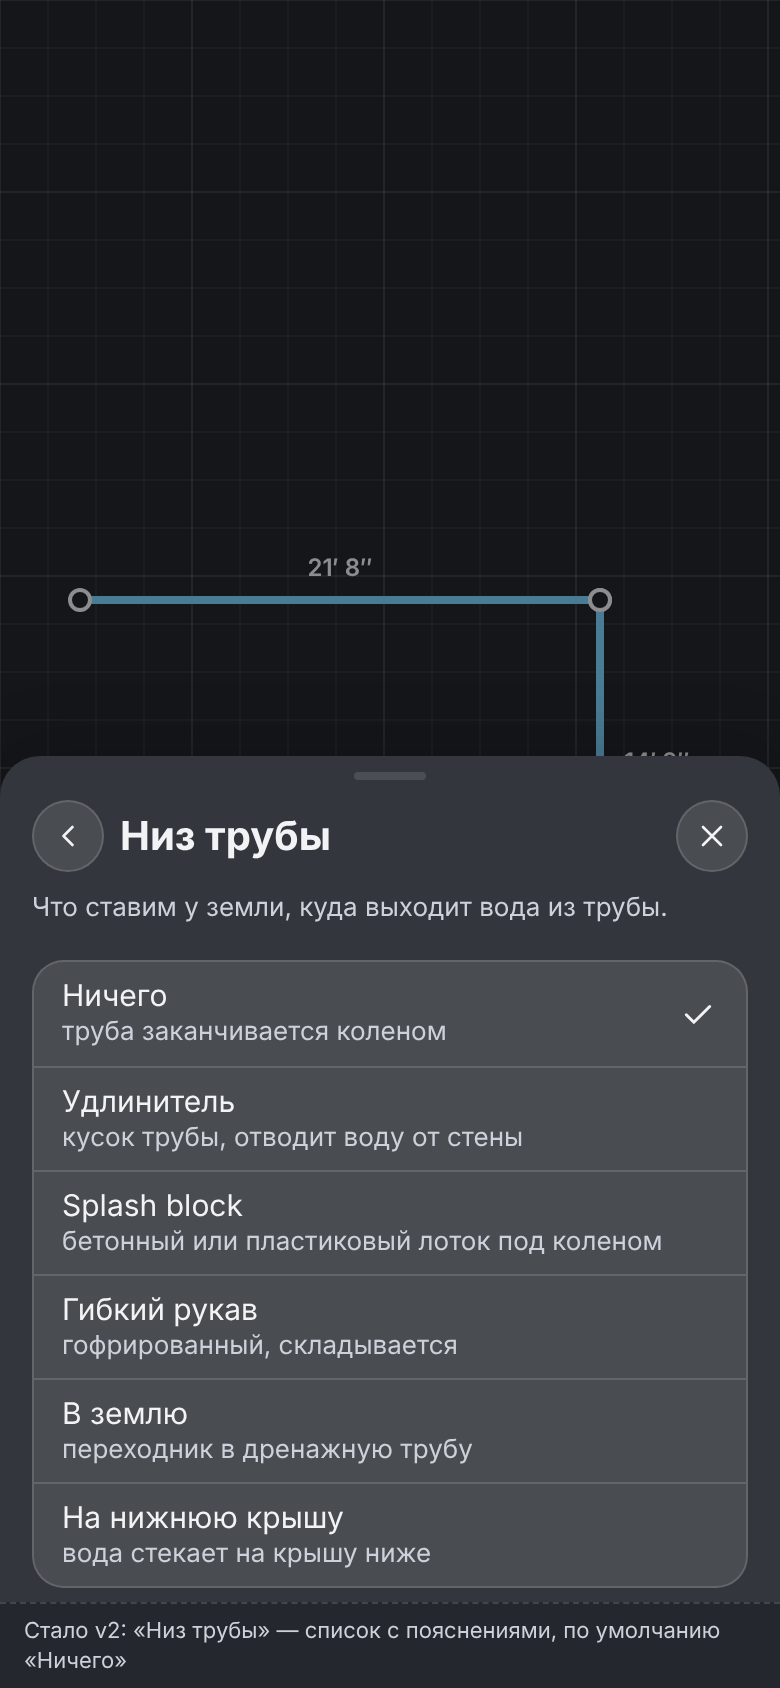 21' 8"
Низ трубы
Что ставим у земли, куда выходит вода из трубы.
Ничего
труба заканчивается коленом
Удлинитель
кусок трубы, отводит воду от стены
Splash block
бетонный или пластиковый лоток под коленом
Гибкий рукав
гофрированный, складывается
В землю
переходник в дренажную трубу
На нижнюю крышу
вода стекает на крышу ниже
Стало v2: «Низ трубы» — список с пояснениями, по умолчанию
«Ничего»